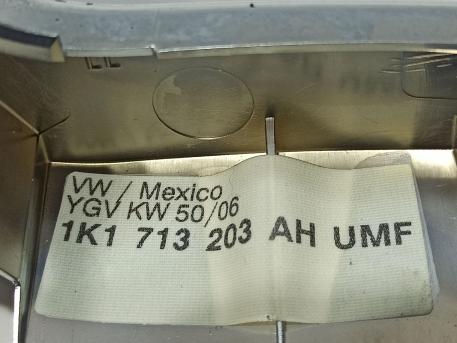 VW / Mexico
YGV KW 50/06
1K1 713 203 AH UMF